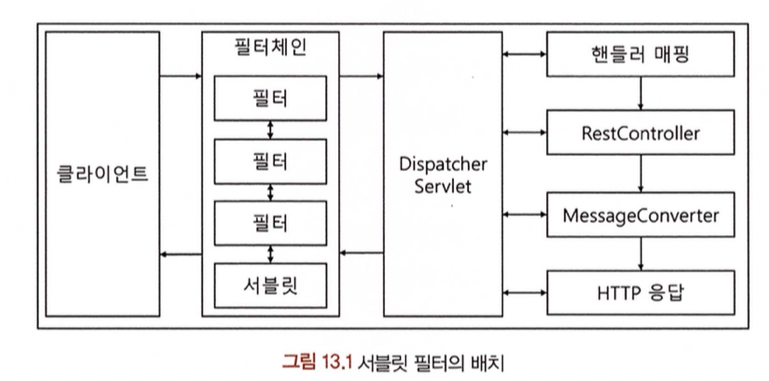 클라이언트
필터체인
필터
필터
필터
서블릿
Dispatcher
Servlet
핸들러 매핑
RestController
MessageConverter
HTTP 응답
그림 13.1 서블릿 필터의 배치